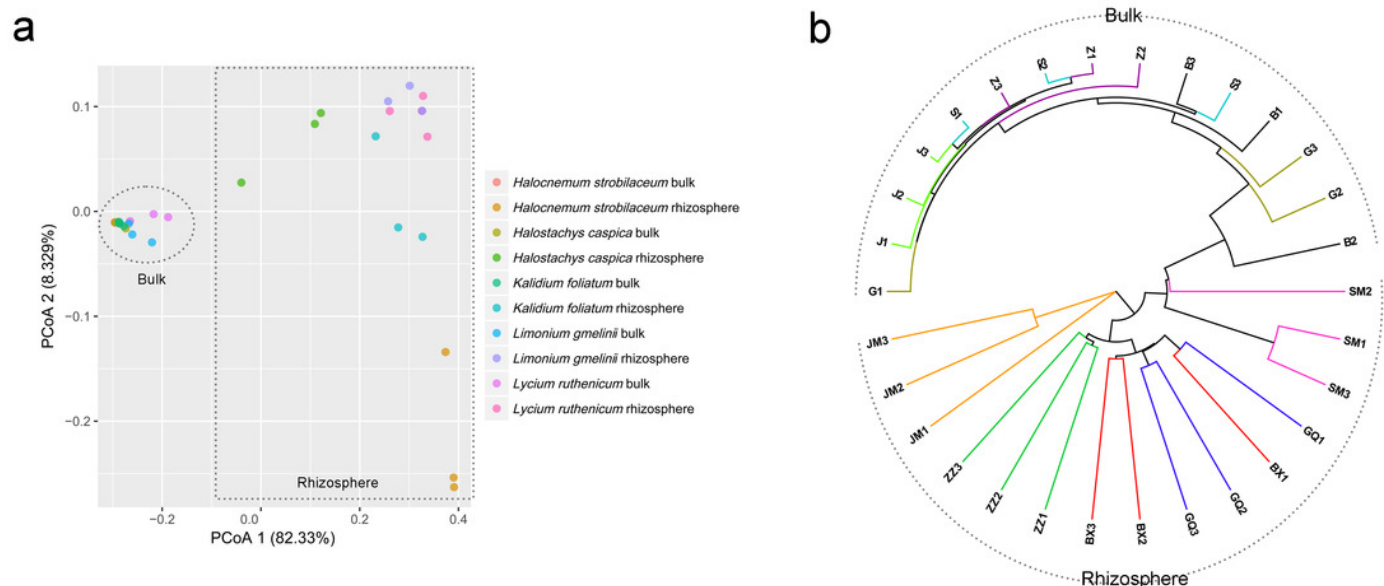 a
PCoA 2 (8.329%)
0.1
0.0
−0.1
−0.2
−0.2
0.0
0.2
0.4
PCoA 1 (82.33%)
Bulk
Rhizosphere
Halocnemum strobilaceum bulk
Halocnemum strobilaceum rhizosphere
Halostachys caspica bulk
Halostachys caspica rhizosphere
Kalidium foliatum bulk
Kalidium foliatum rhizosphere
Limonium gmelinii bulk
Limonium gmelinii rhizosphere
Lycium ruthenicum bulk
Lycium ruthenicum rhizosphere
b
Bulk
G1
J1
J2
J3
S1
Z3
S2
Z1
Z2
B3
S3
B1
G3
G2
B2
SM2
SM1
SM3
GQ1
BX1
GQ2
GQ3
BX2
BX3
ZZ1
ZZ2
ZZ3
JM1
JM2
JM3
Rhizosphere